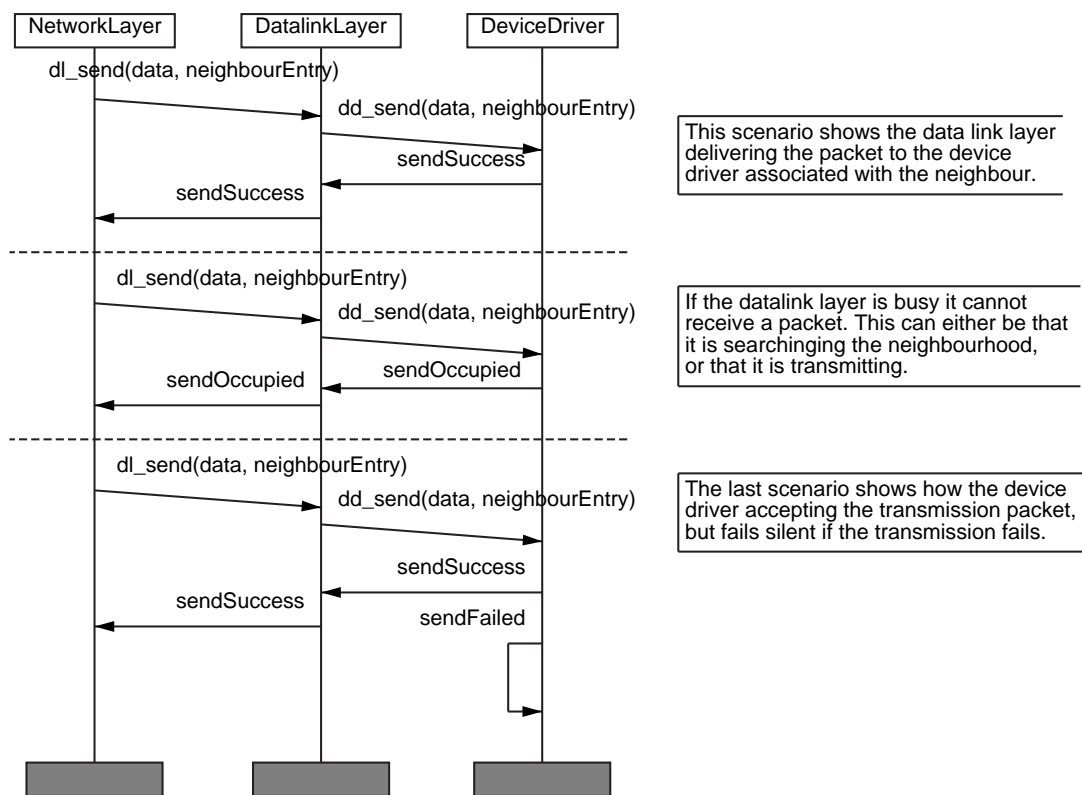 NetworkLayer
DatalinkLayer
DeviceDriver
dl_send(data, neighbourEntry)
dd_send(data, neighbourEntry)
sendSuccess
sendSuccess
This scenario shows the data link layer
delivering the packet to the device
driver associated with the neighbour.
dl_send(data, neighbourEntry)
dd_send(data, neighbourEntry)
sendOccupied
sendOccupied
If the datalink layer is busy it cannot
receive a packet. This can either be that
it is searchinging the neighbourhood,
or that it is transmitting.
dl_send(data, neighbourEntry)
dd_send(data, neighbourEntry)
sendSuccess
sendSuccess
sendFailed
The last scenario shows how the device
driver accepting the transmission packet,
but fails silent if the transmission fails.